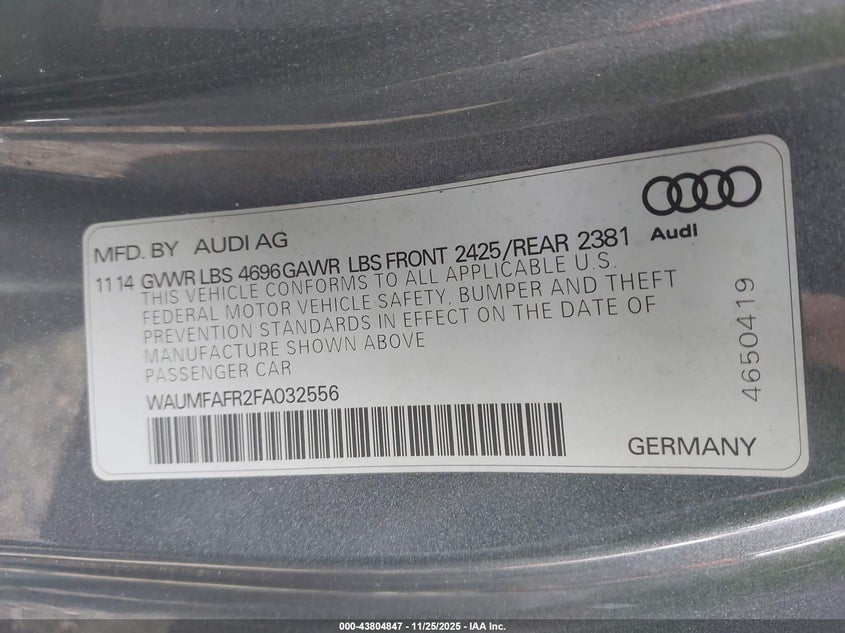 MFD. BY AUDI AG
Audi
11 14 GVWR LBS 4696 GAWR LBS FRONT 2425/REAR 2381
THIS VEHICLE CONFORMS TO ALL APPLICABLE U.S.
FEDERAL MOTOR VEHICLE SAFETY, BUMPER AND THEFT
PREVENTION STANDARDS IN EFFECT ON THE DATE OF
MANUFACTURE SHOWN ABOVE
PASSENGER CAR
WAUMFAFR2FA032556
4650419
GERMANY
000-43804847 - 11/25/2025 - IAA Inc.